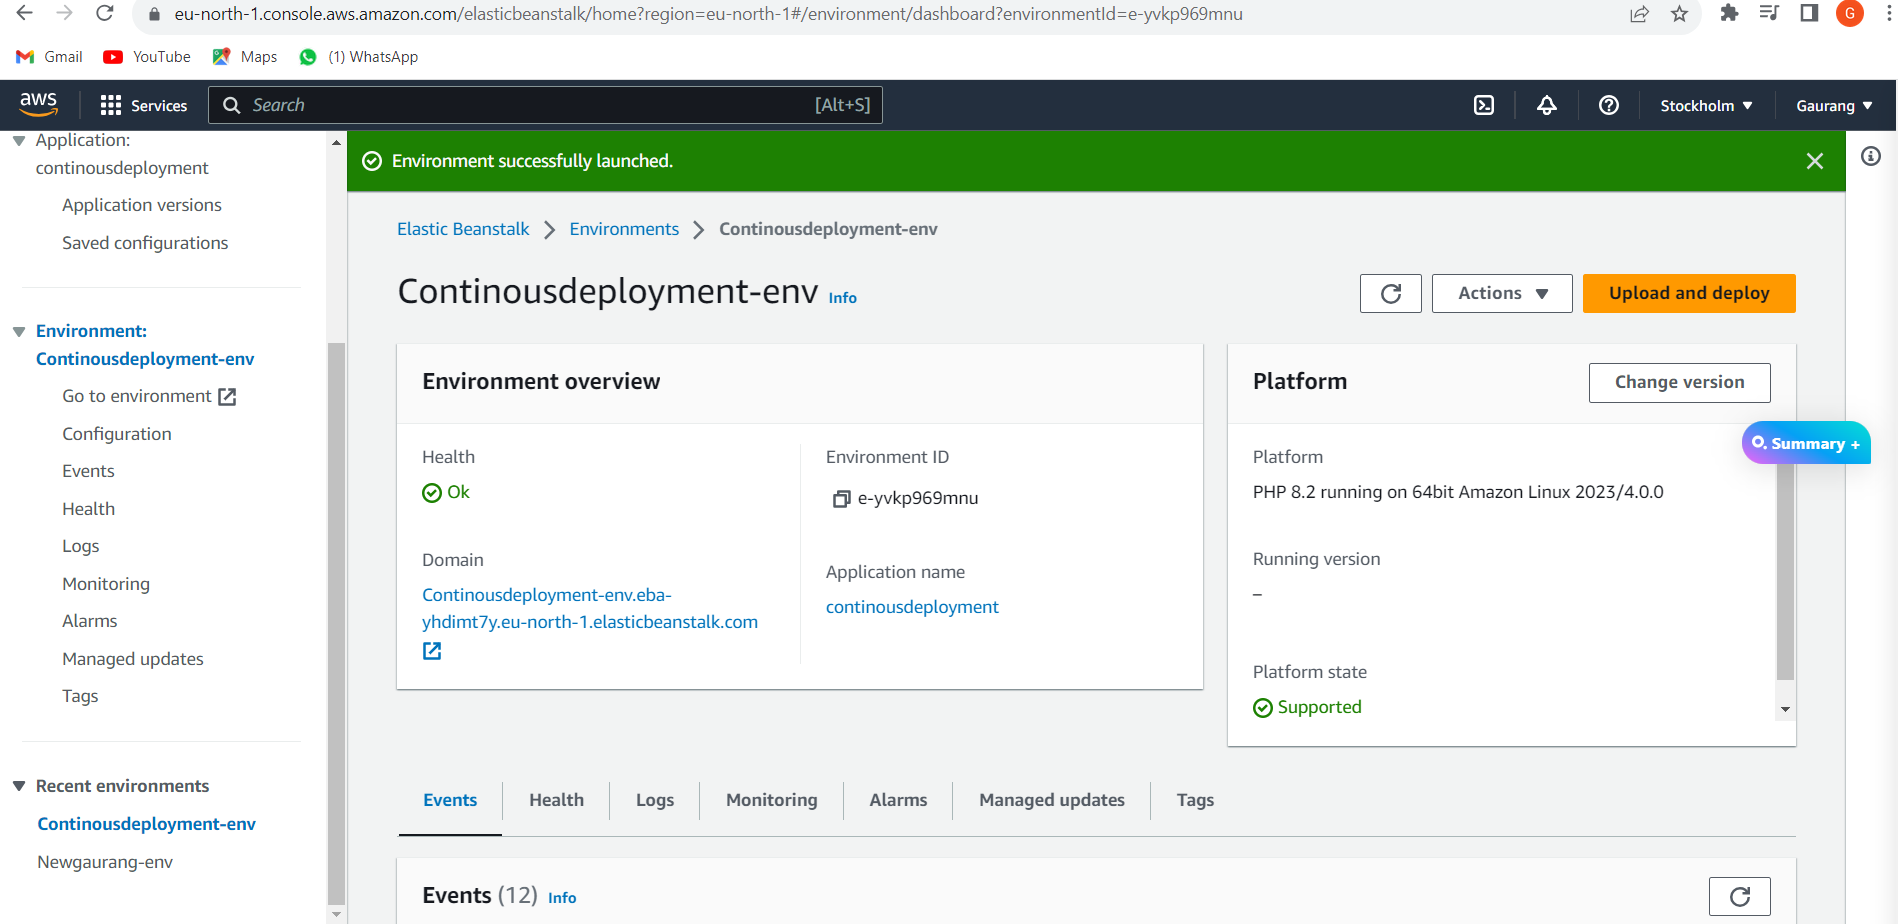 eu-north-1.console.aws.amazon.com/elasticbeanstalk/home?region=eu-north-1#/environment/dashboard?environmentId=e-yvkp969mnu
G
Gmail
YouTube
Maps
(1) WhatsApp
aws
Services
Search
[Alt+S]
Stockholm
Gaurang
Application:
continousdeployment
Application versions
Saved configurations
Environment:
Continousdeployment-env
Go to environment
Configuration
Events
Health
Logs
Monitoring
Alarms
Managed updates
Tags
Recent environments
Continousdeployment-env
Newgaurang-env
Environment successfully launched.
Elastic Beanstalk
Environments
Continousdeployment-env
Continousdeployment-env Info
Actions
Upload and deploy
Environment overview
Health
Ok
Domain
Continousdeployment-env.eba-
yhdimt7y.eu-north-1.elasticbeanstalk.com
Environment ID
e-yvkp969mnu
Application name
continousdeployment
Platform
Change version
Summary +
Platform
PHP 8.2 running on 64bit Amazon Linux 2023/4.0.0
Running version
–
Platform state
Supported
Events
Health
Logs
Monitoring
Alarms
Managed updates
Tags
Events (12) Info